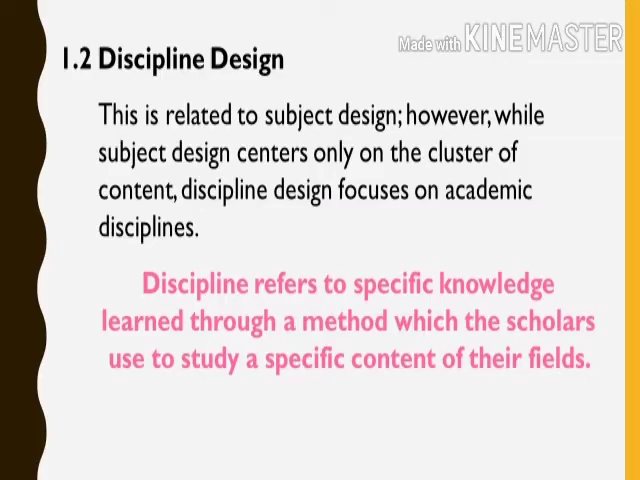 Made with KINEMASTER
1.2 Discipline Design
This is related to subject design; however, while
subject design centers only on the cluster of
content, discipline design focuses on academic
disciplines.
Discipline refers to specific knowledge
learned through a method which the scholars
use to study a specific content of their fields.